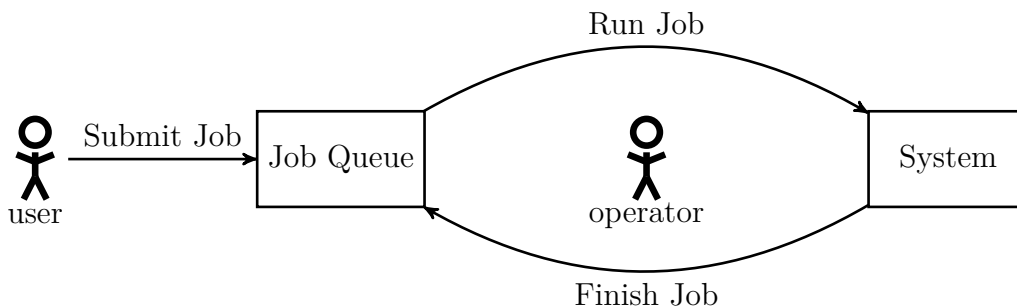 Run Job
Submit Job
Job Queue
System
user
operator
Finish Job